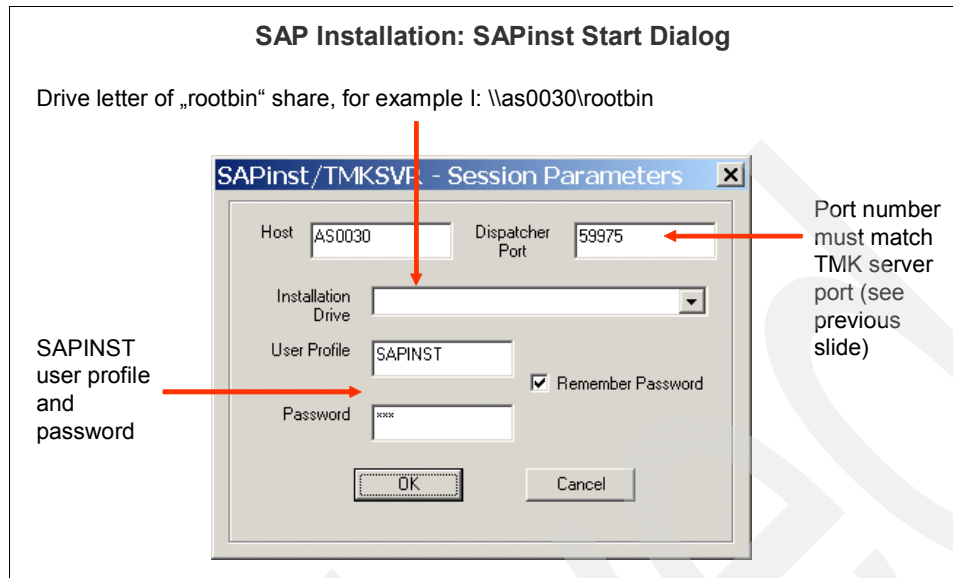 SAP Installation: SAPinst Start Dialog
Drive letter of „rootbin“ share, for example I: \\as0030\rootbin
SAPinst/TMKSVR - Session Parameters
Host
AS0030
Dispatcher
Port
59975
Port number
must match
TMK server
port (see
previous
slide)
Installation
Drive
SAPINST
user profile
and
password
User Profile
SAPINST
Remember Password
Password
***
OK
Cancel